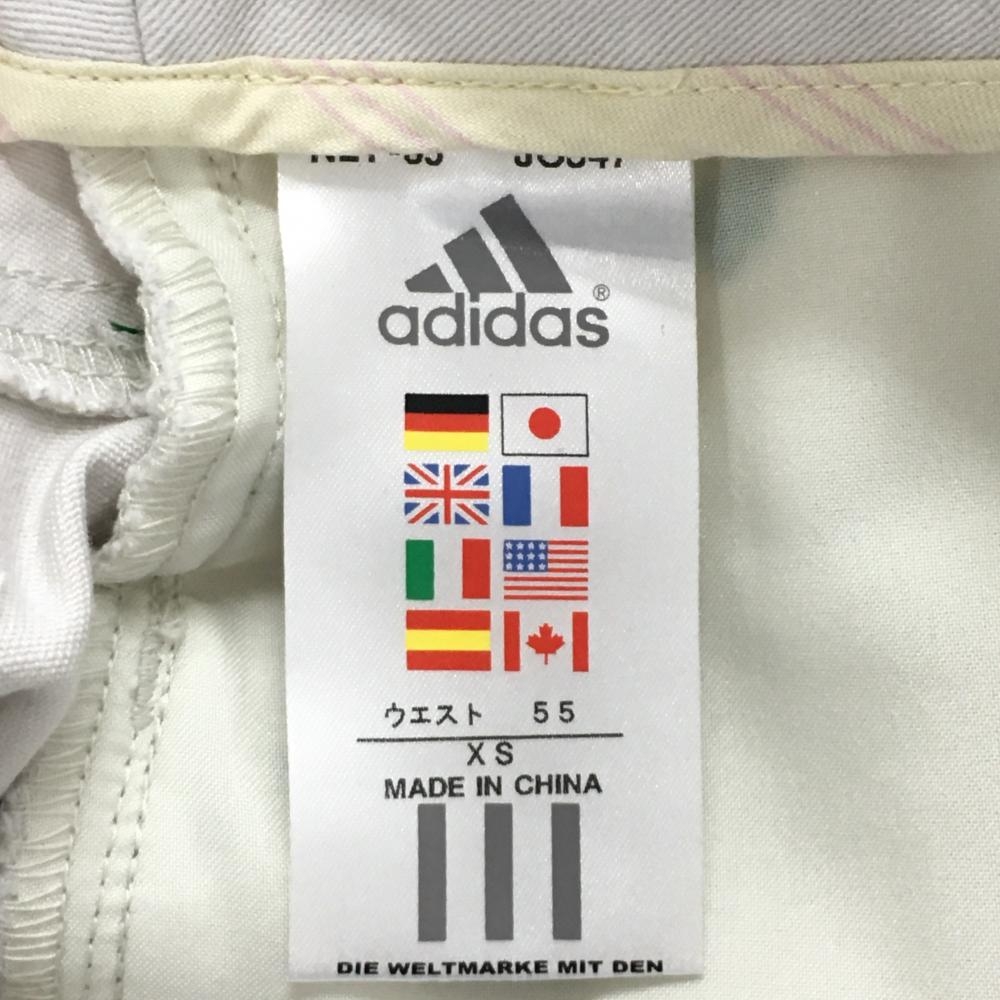 adidas®
ウエスト 55
XS
MADE IN CHINA
DIE WELTMARKE MIT DEN